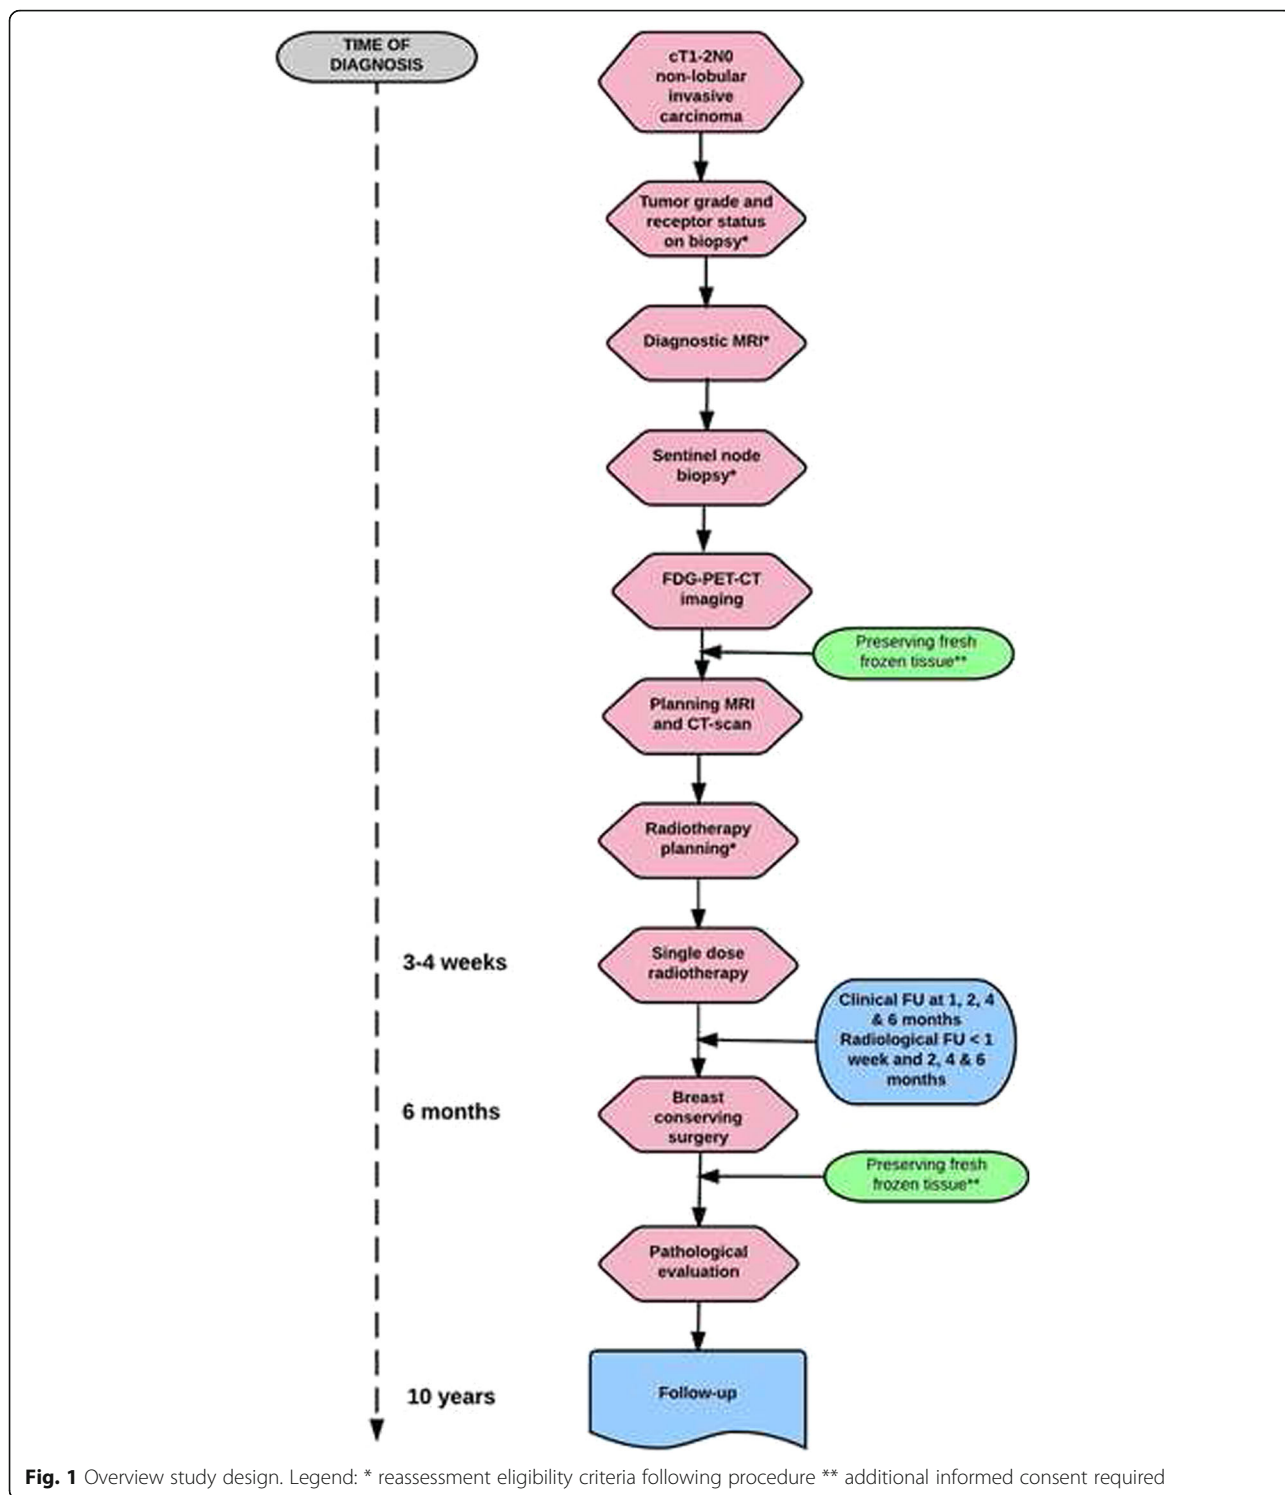 TIME OF
DIAGNOSIS
cT1-2N0
non-lobular
invasive
carcinoma
Tumor grade and
receptor status
on biopsy*
Diagnostic MRI*
Sentinel node
biopsy*
FDG-PET-CT
imaging
Preserving fresh
frozen tissue**
Planning MRI
and CT-scan
Radiotherapy
planning*
3-4 weeks
Single dose
radiotherapy
Clinical FU at 1, 2, 4
& 6 months
Radiological FU < 1
week and 2, 4 & 6
months
6 months
Breast
conserving
surgery
Preserving fresh
frozen tissue**
Pathological
evaluation
10 years
Follow-up
Fig. 1 Overview study design. Legend: * reassessment eligibility criteria following procedure ** additional informed consent required